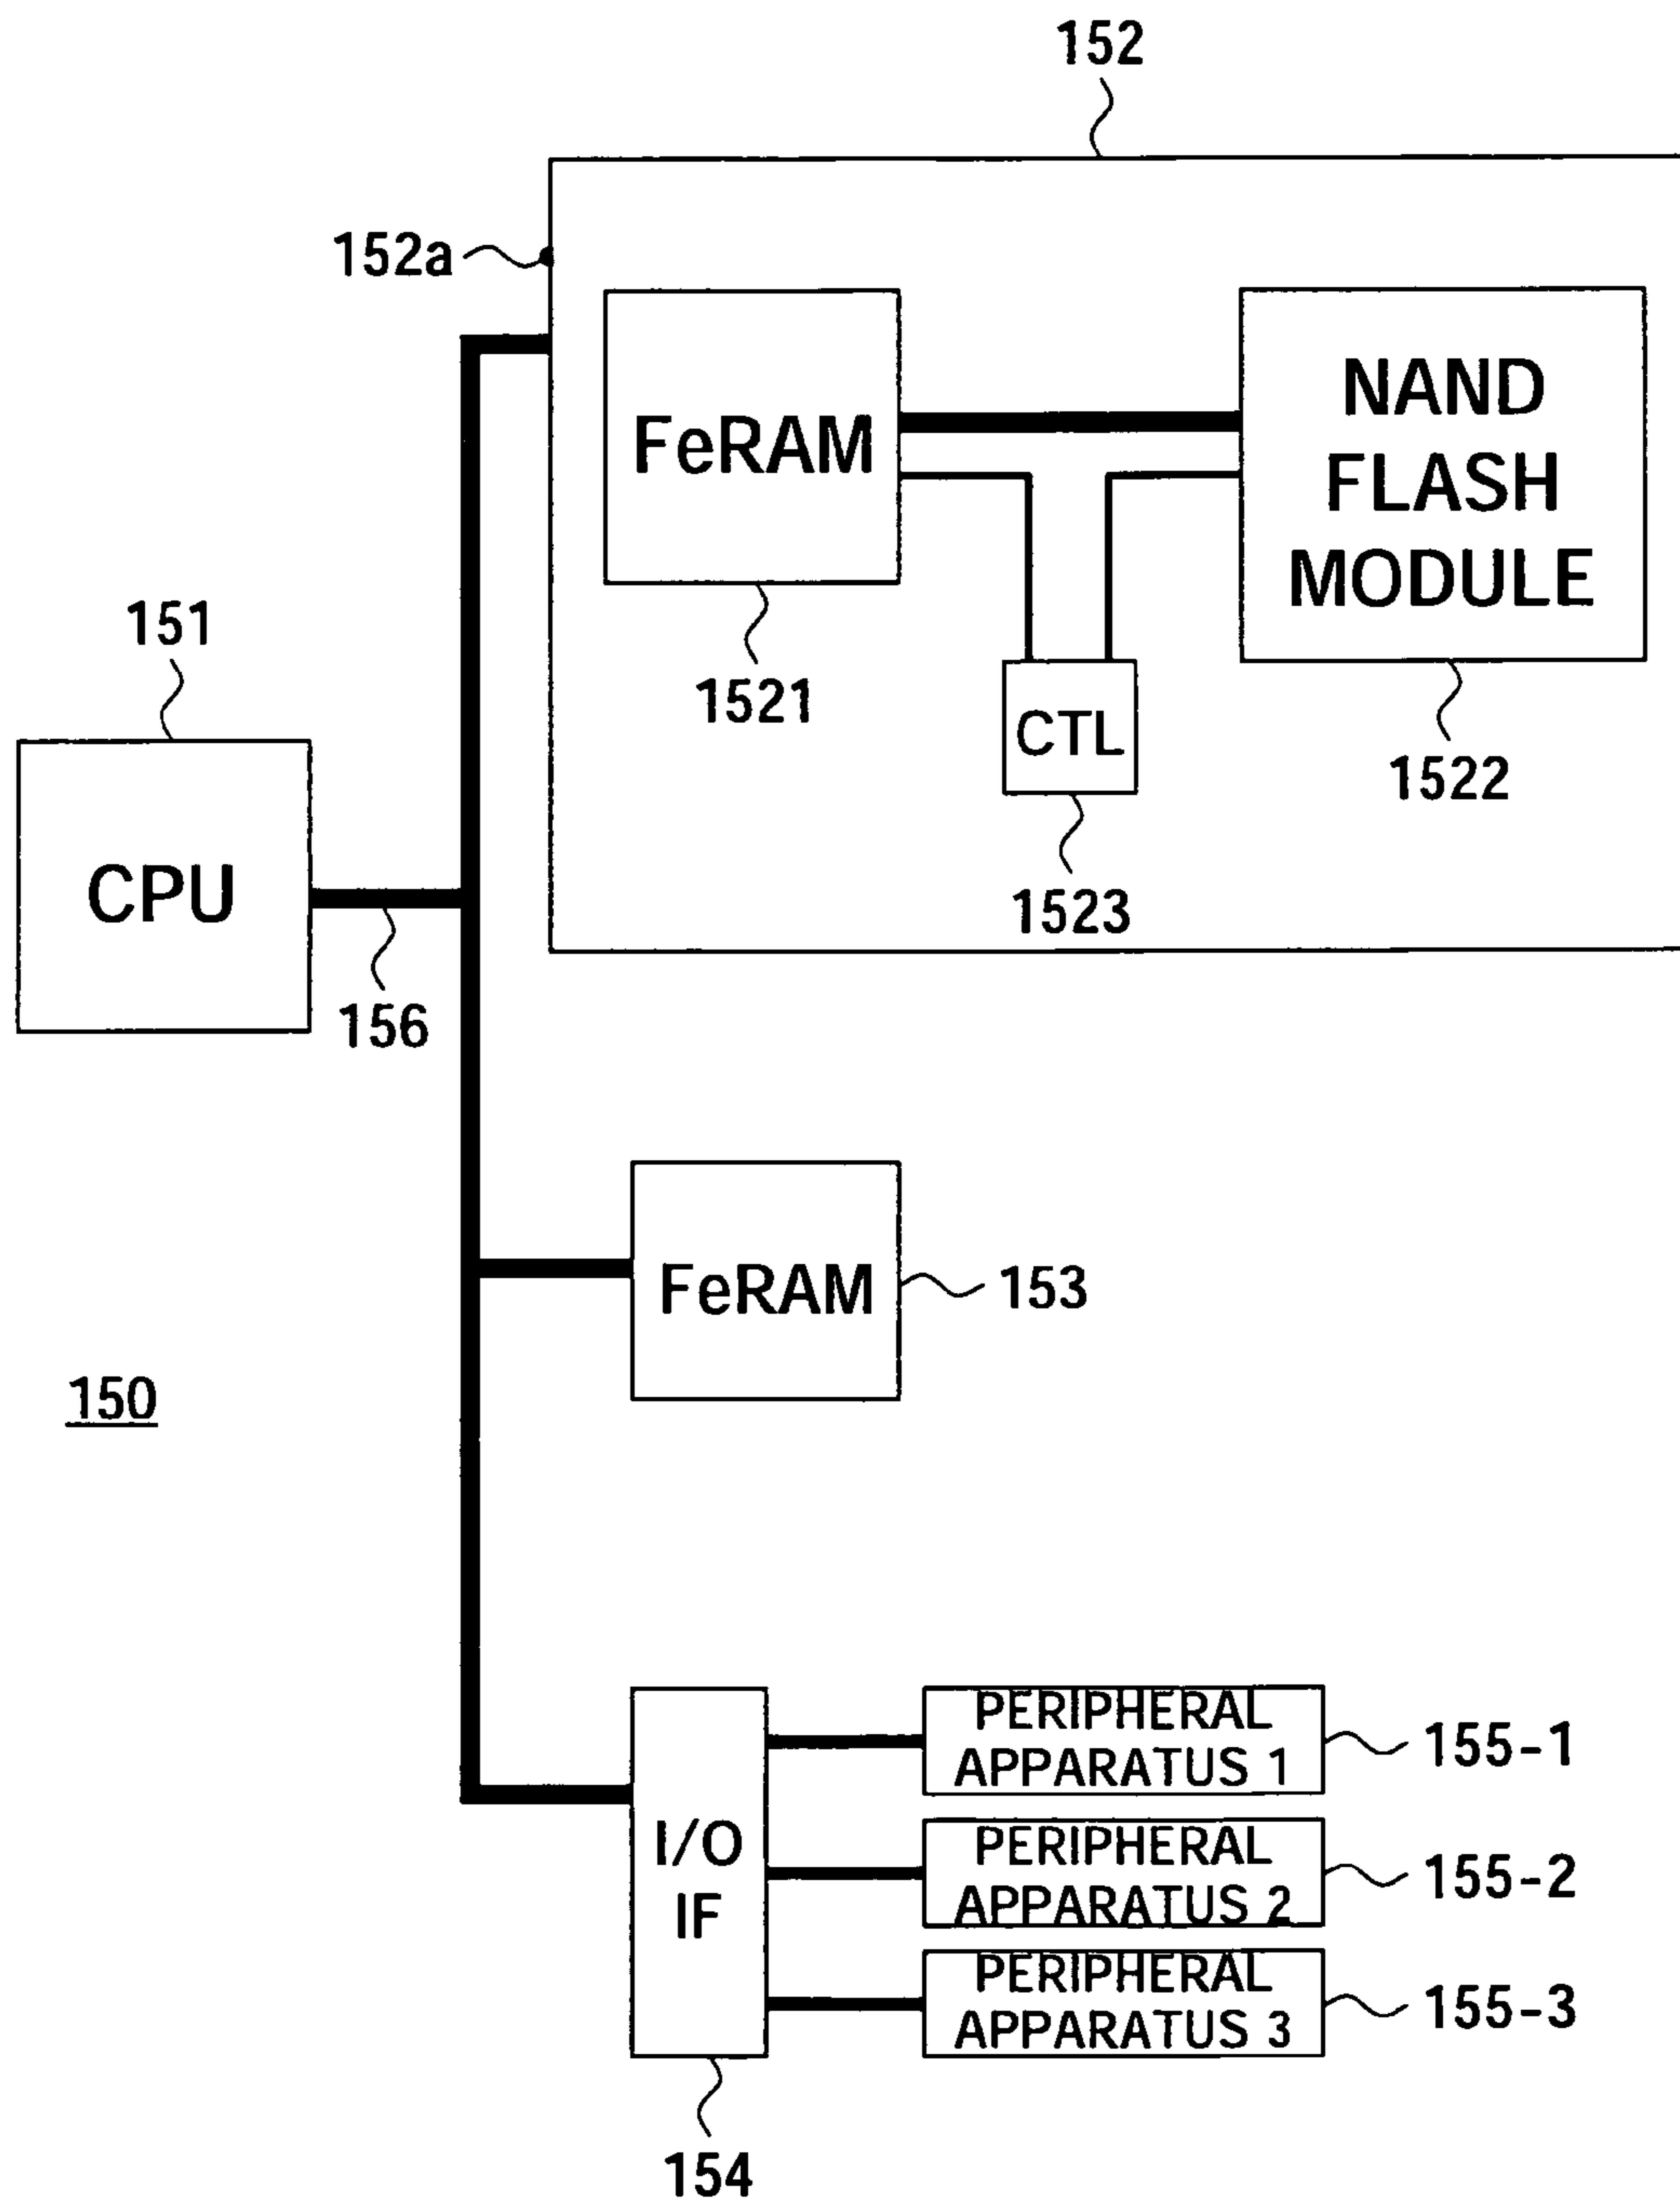 152
152a
FeRAM
NAND
FLASH
MODULE
1521
CTL
1522
1523
151
CPU
156
FeRAM
153
150
I/O
IF
154
PERIPHERAL
APPARATUS 1
155-1
PERIPHERAL
APPARATUS 2
155-2
PERIPHERAL
APPARATUS 3
155-3